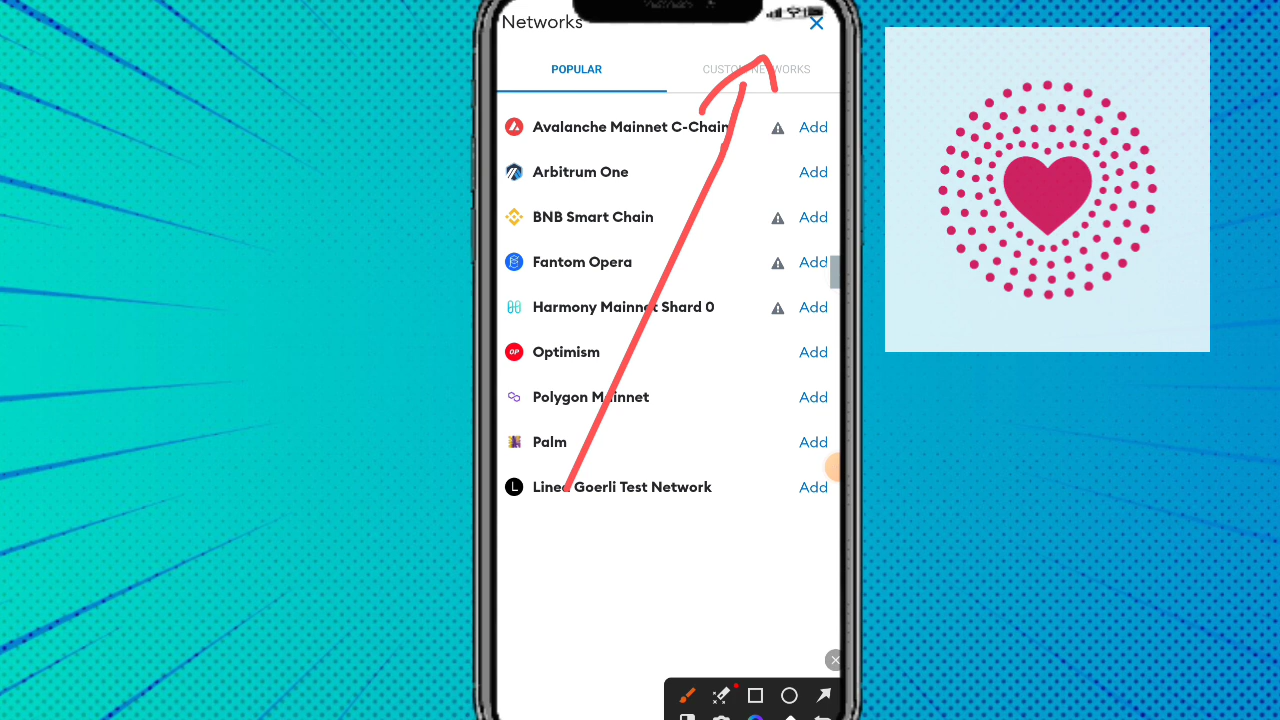 Networks
POPULAR
CUSTOM NETWORKS
Avalanche Mainnet C-Chain
Add
Arbitrum One
Add
BNB Smart Chain
Add
Fantom Opera
Add
Harmony Mainnet Shard 0
Add
OP
Optimism
Add
Polygon Mainnet
Add
Palm
Add
L
Linea Goerli Test Network
Add